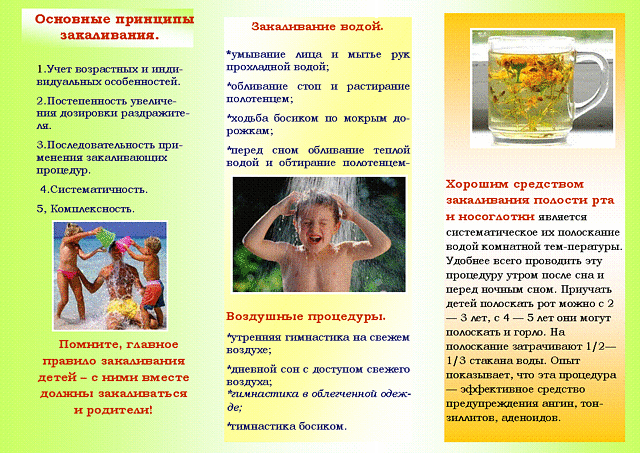 Основные принципы
закаливания.
1.Учет возрастных и инди-
видуальных особенностей.
2.Постепенность увеличе-
ния дозировки раздражите-
ля.
3.Последовательность при-
менения закаливающих
процедур.
4.Систематичность.
5, Комплексность.
Помните, главное
правило закаливания
детей – с ними вместе
должны закаливаться
и родители!
Закаливание водой.
*умывание лица и мытье рук
прохладной водой;
*обливание стоп и растирание
полотенцем;
*ходьба босиком по мокрым до-
рожкам;
*перед сном обливание теплой
водой и обтирание полотенцем-
Воздушные процедуры.
*утренняя гимнастика на свежем
воздухе;
*дневной сон с доступом свежего
воздуха;
*гимнастика в облегченной одеж-
де;
*гимнастика босиком.
Хорошим средством
закаливания полости рта
и носоглотки является
систематическое их полоскание
водой комнатной тем-пературы.
Удобнее всего проводить эту
процедуру утром после сна и
перед ночным сном. Приучать
детей полоскать рот можно с 2
— 3 лет, с 4 — 5 лет они могут
полоскать и горло. На
полоскание затрачивают 1/2—
1/3 стакана воды. Опыт
показывает, что эта процедура
— эффективное средство
предупреждения ангин, тон-
зиллитов, аденоидов.